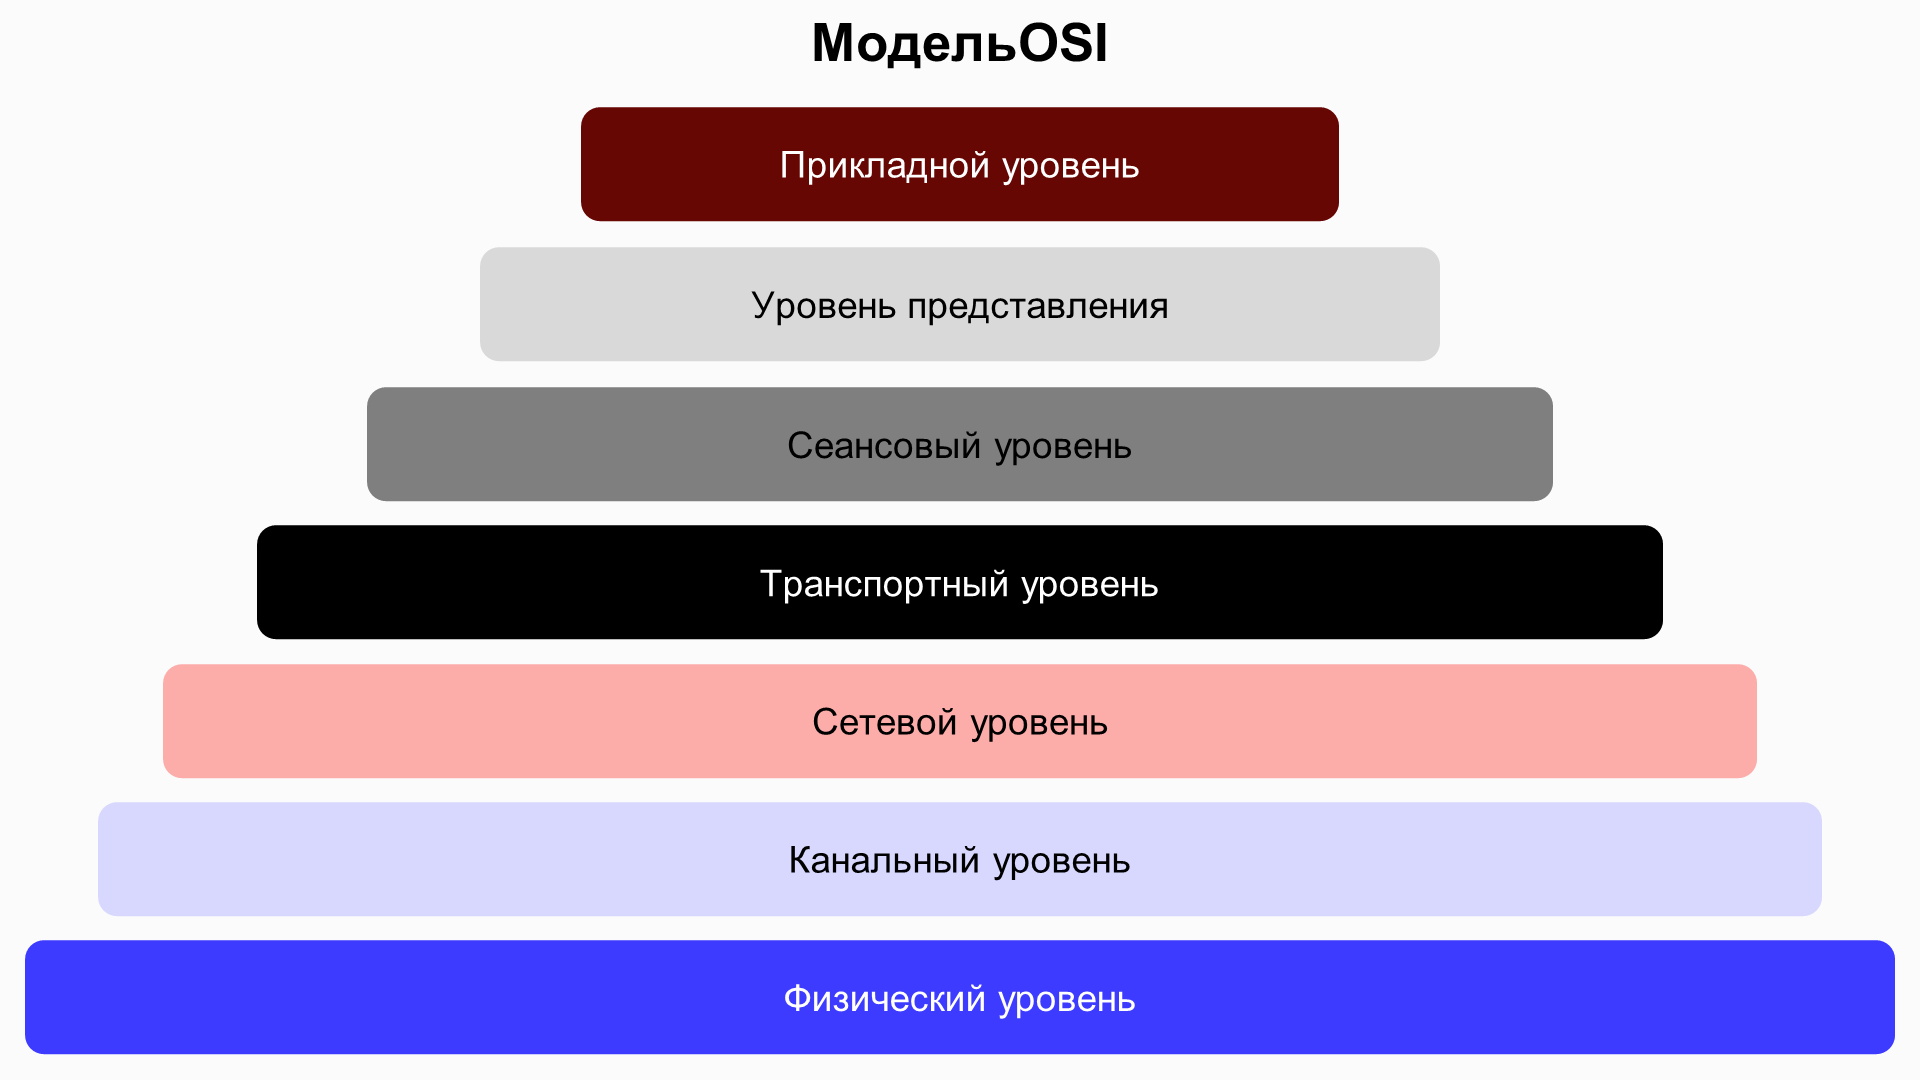 МодельOSI
Прикладной уровень
Уровень представления
Сеансовый уровень
Транспортный уровень
Сетевой уровень
Канальный уровень
Физический уровень